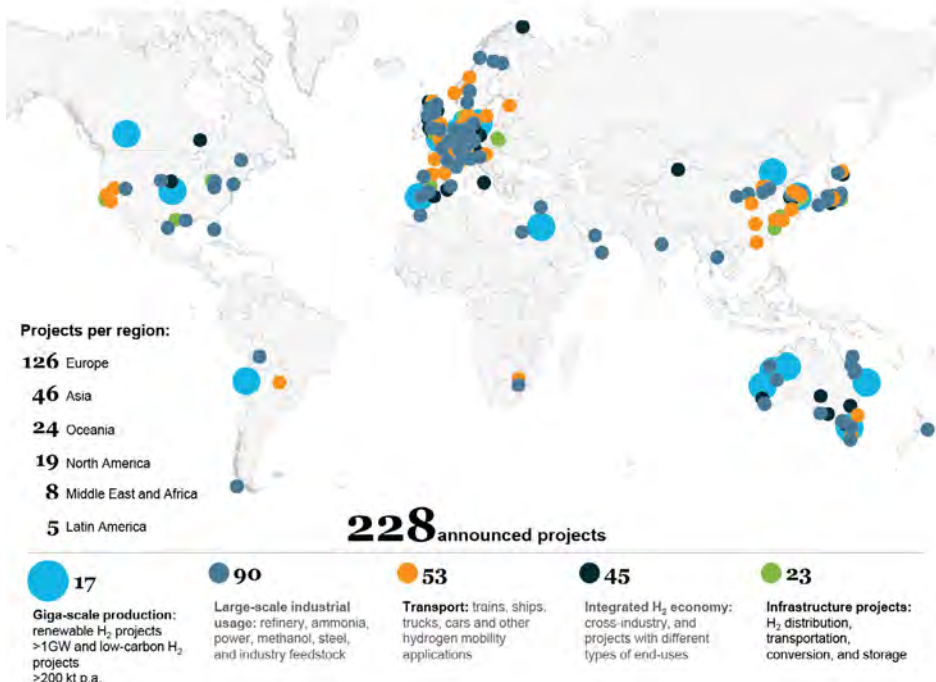 Projects per region:
126 Europe
46 Asia
24 Oceania
19 North America
8 Middle East and Africa
5 Latin America
228 announced projects
17
Giga-scale production:
renewable H₂ projects
>1GW and low-carbon H₂
projects
>200 kt p.a.
90
Large-scale industrial
usage: refinery, ammonia,
power, methanol, steel,
and industry feedstock
53
Transport: trains, ships,
trucks, cars and other
hydrogen mobility
applications
45
Integrated H₂ economy:
cross-industry, and
projects with different
types of end-uses
23
Infrastructure projects:
H₂ distribution,
transportation,
conversion, and storage